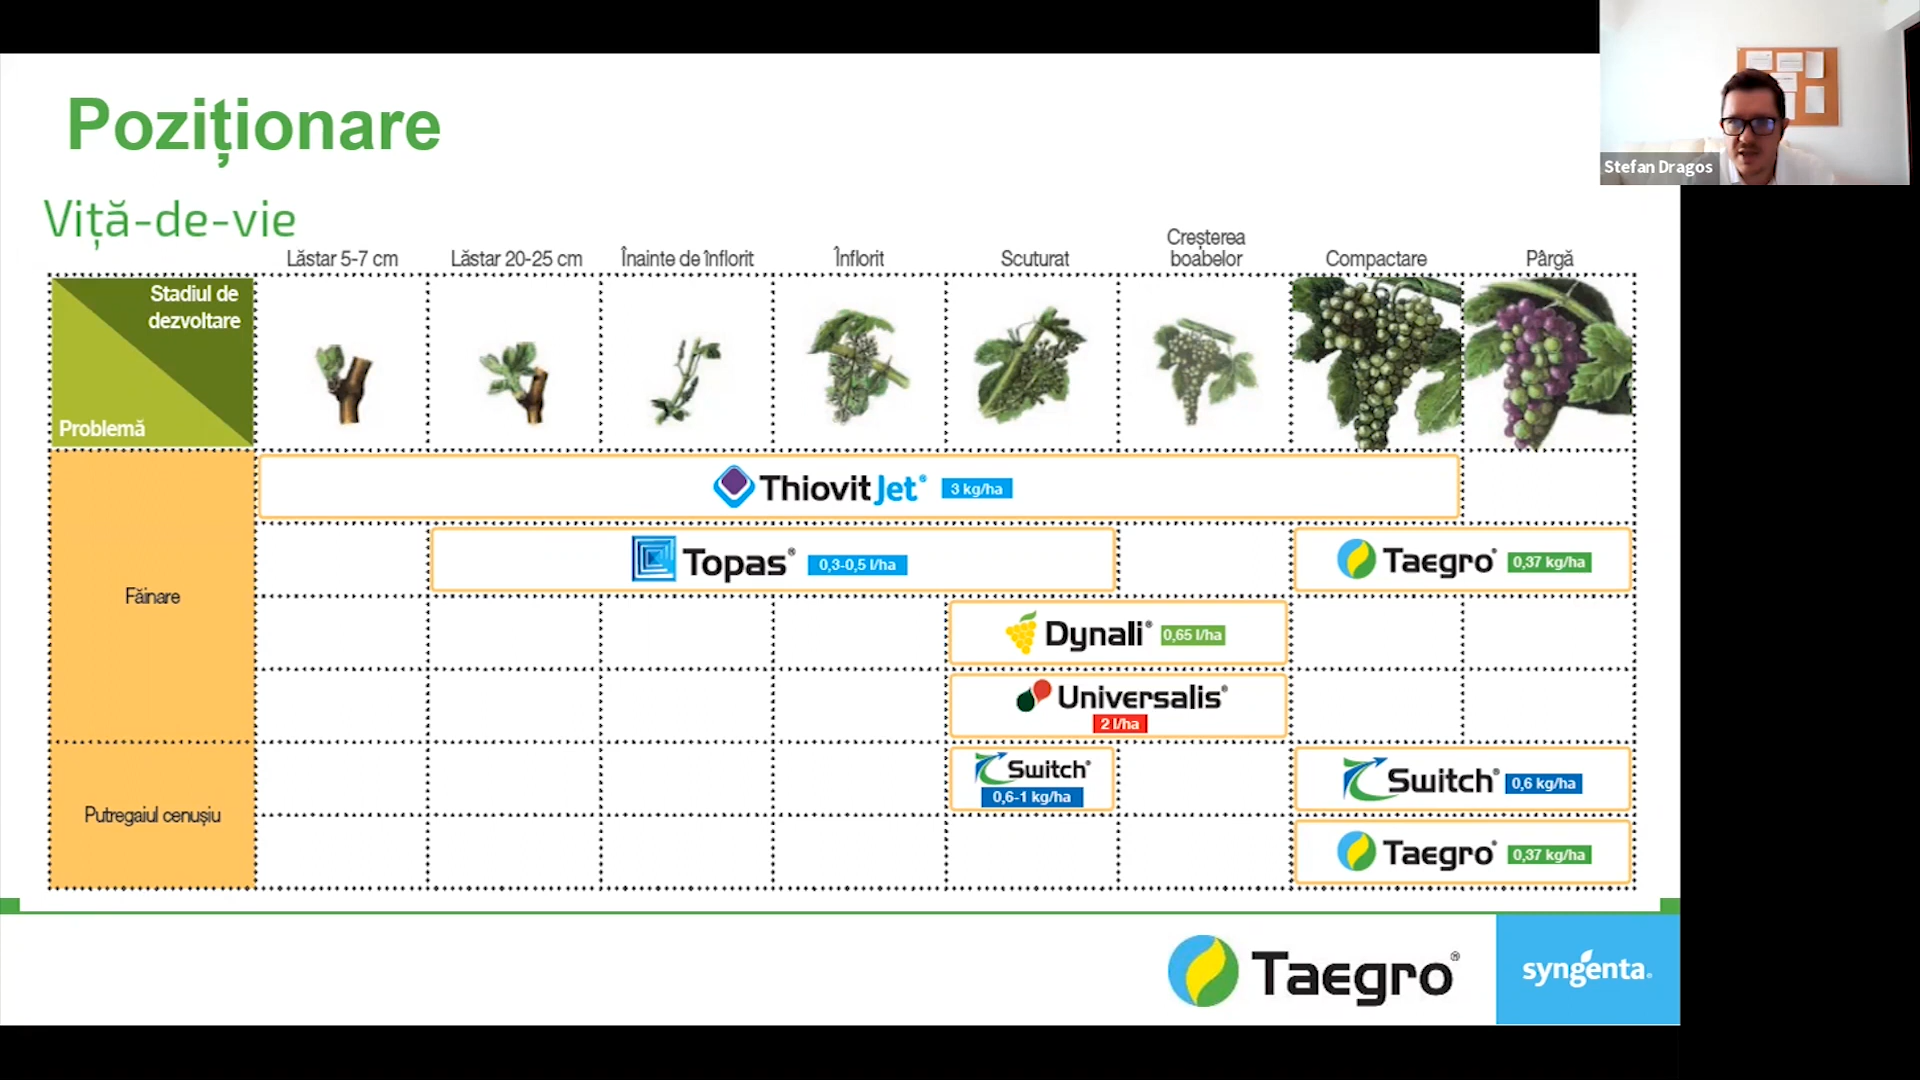 Poziționare
Stefan Dragos
Viță-de-vie
Lăstar 5-7 cm
Lăstar 20-25 cm
Înainte de înflorit
Înflorit
Scuturat
Creșterea
boabelor
Compactare
Pârgă
Stadiul de
dezvoltare
Problemă
Făinare
Thiovit Jet® 3 kg/ha
Topas® 0,3-0,5 l/ha
Taegro® 0,37 kg/ha
Dynali® 0,65 l/ha
Universalis®
2 l/ha
Putregaiul cenușiu
Switch®
0,6-1 kg/ha
Switch® 0,6 kg/ha
Taegro® 0,37 kg/ha
Taegro®
syngenta®